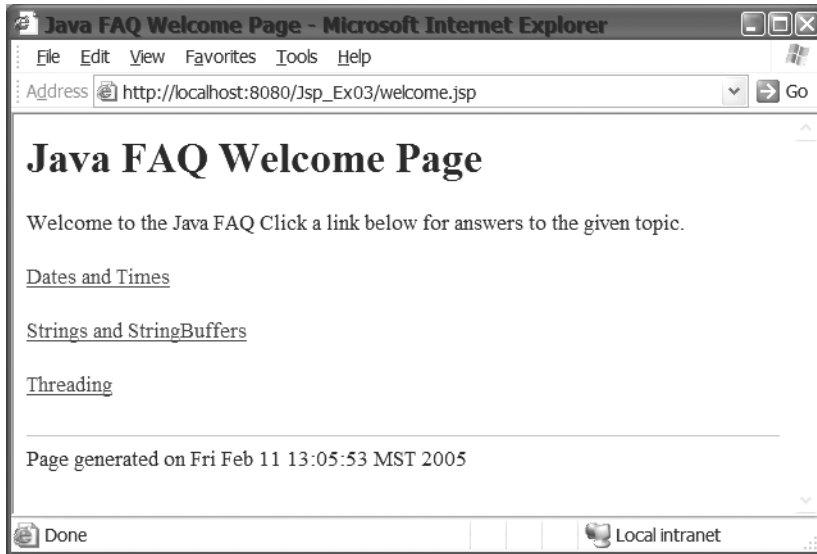 Java FAQ Welcome Page - Microsoft Internet Explorer
File Edit View Favorites Tools Help
Address http://localhost:8080/Jsp_Ex03/welcome.jsp Go
Java FAQ Welcome Page
Welcome to the Java FAQ Click a link below for answers to the given topic.
Dates and Times
Strings and StringBuffers
Threading
Page generated on Fri Feb 11 13:05:53 MST 2005
Done Local intranet